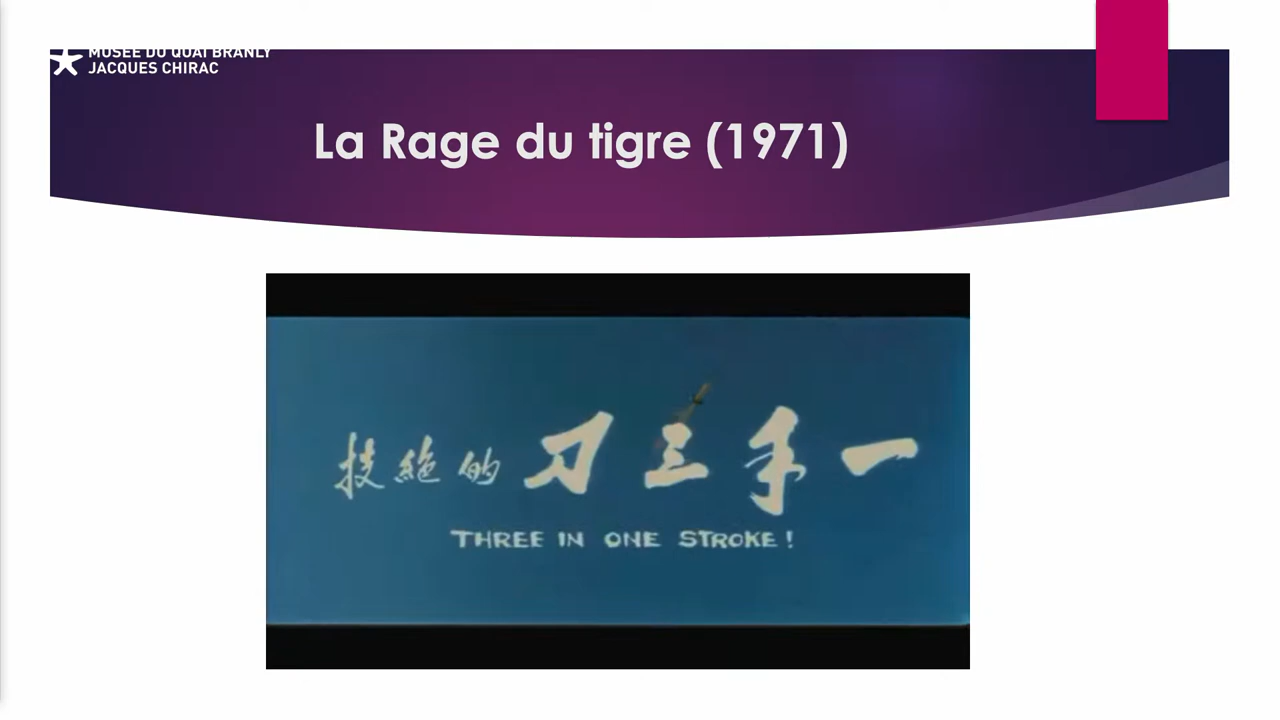 MUSÉE DU QUAI BRANLY
JACQUES CHIRAC
La Rage du tigre (1971)
一手三刀的絕技
THREE IN ONE STROKE!